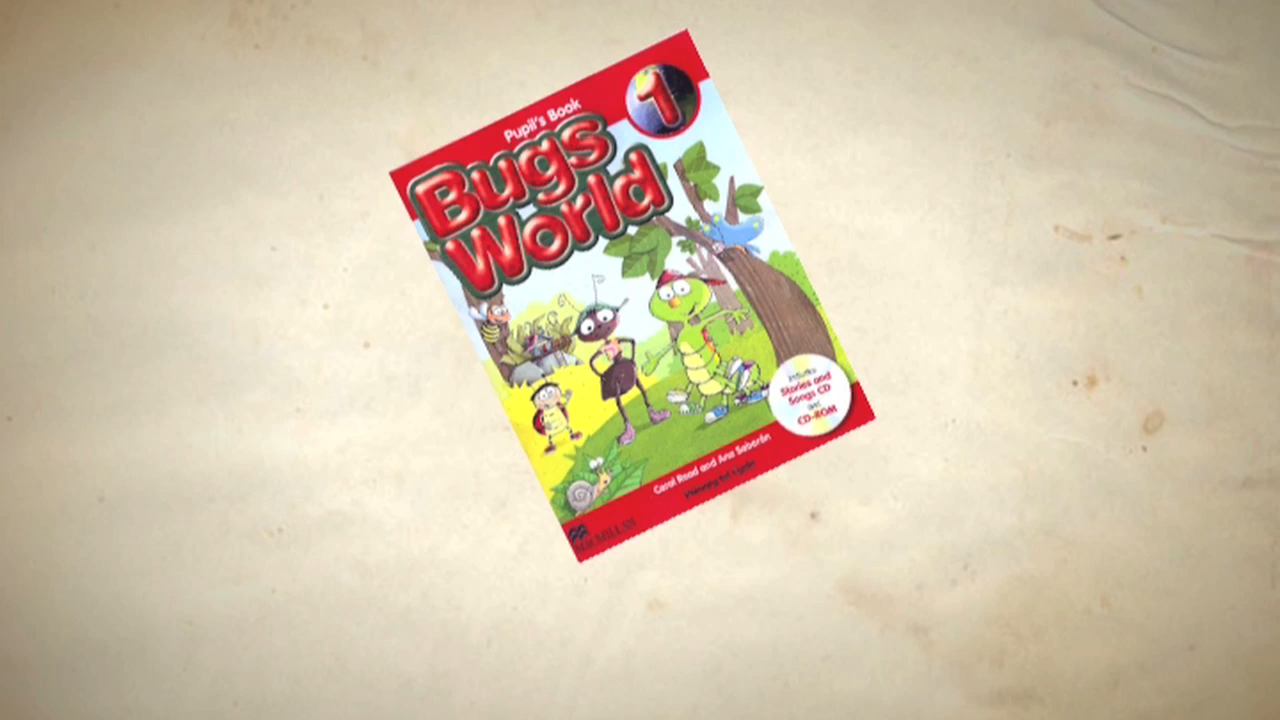 Pupil's Book
1
Bugs
World
Includes
Stories and
Songs CD
and
CD-ROM
Carol Read and Ana Soberón
MACMILLAN